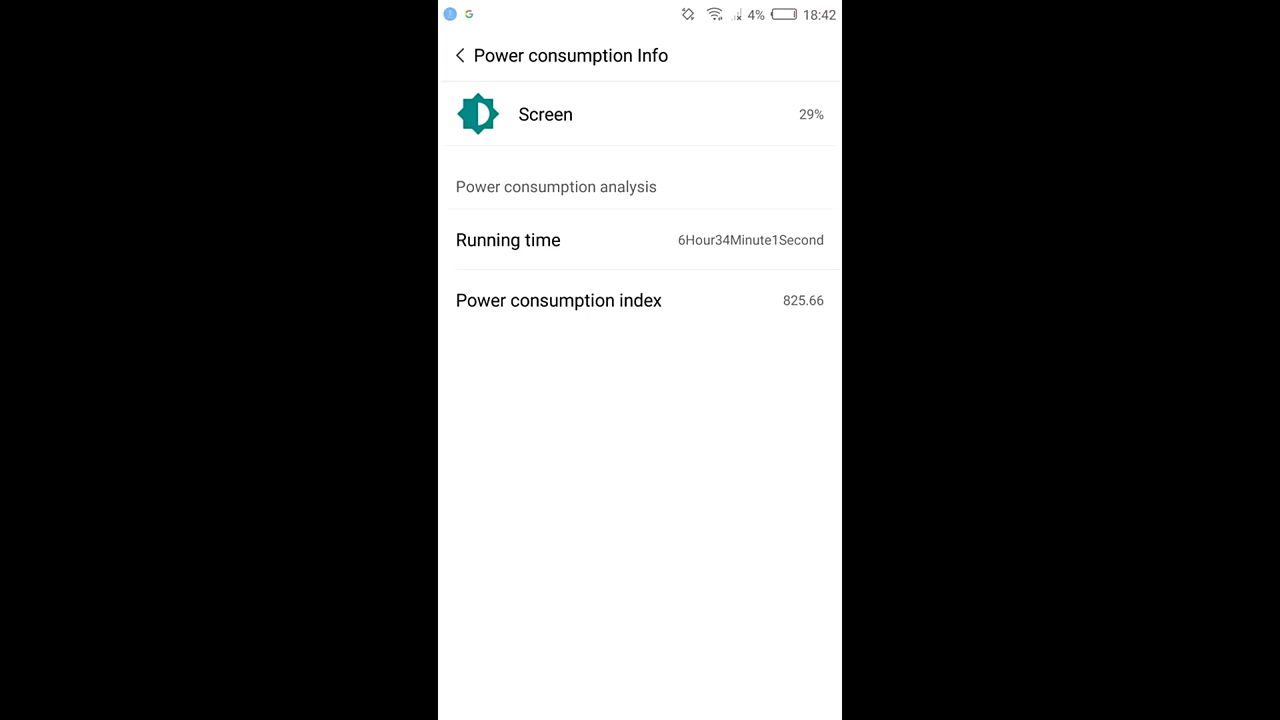 4% 18:42
Power consumption Info
Screen 29%
Power consumption analysis
Running time 6Hour34Minute1Second
Power consumption index 825.66